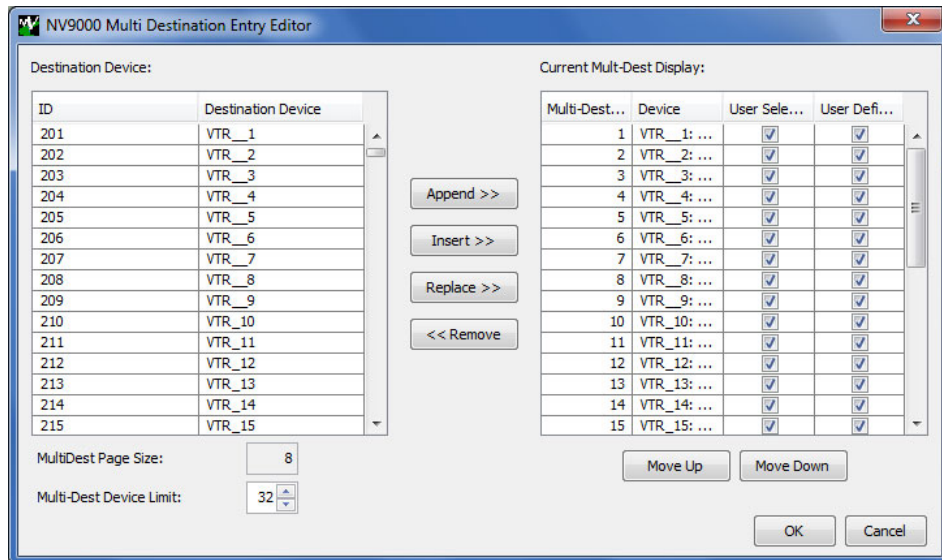 NV9000 Multi Destination Entry Editor
Destination Device: Current Mult-Dest Display:
ID Destination Device Multi-Dest... Device User Sele... User Defi...
201 VTR__1 1 VTR__1: ...
202 VTR__2 2 VTR__2: ...
203 VTR__3 3 VTR__3: ...
204 VTR__4 4 VTR__4: ...
Append >>
205 VTR__5 5 VTR__5: ...
206 VTR__6 6 VTR__6: ...
Insert >>
207 VTR__7 7 VTR__7: ...
208 VTR__8 8 VTR__8: ...
Replace >>
209 VTR__9 9 VTR__9: ...
210 VTR_10 10 VTR_10: ...
<< Remove
211 VTR_11 11 VTR_11: ...
212 VTR_12 12 VTR_12: ...
213 VTR_13 13 VTR_13: ...
214 VTR_14 14 VTR_14: ...
215 VTR_15 15 VTR_15: ...
MultiDest Page Size: 8 Move Up Move Down
Multi-Dest Device Limit: 32
OK Cancel